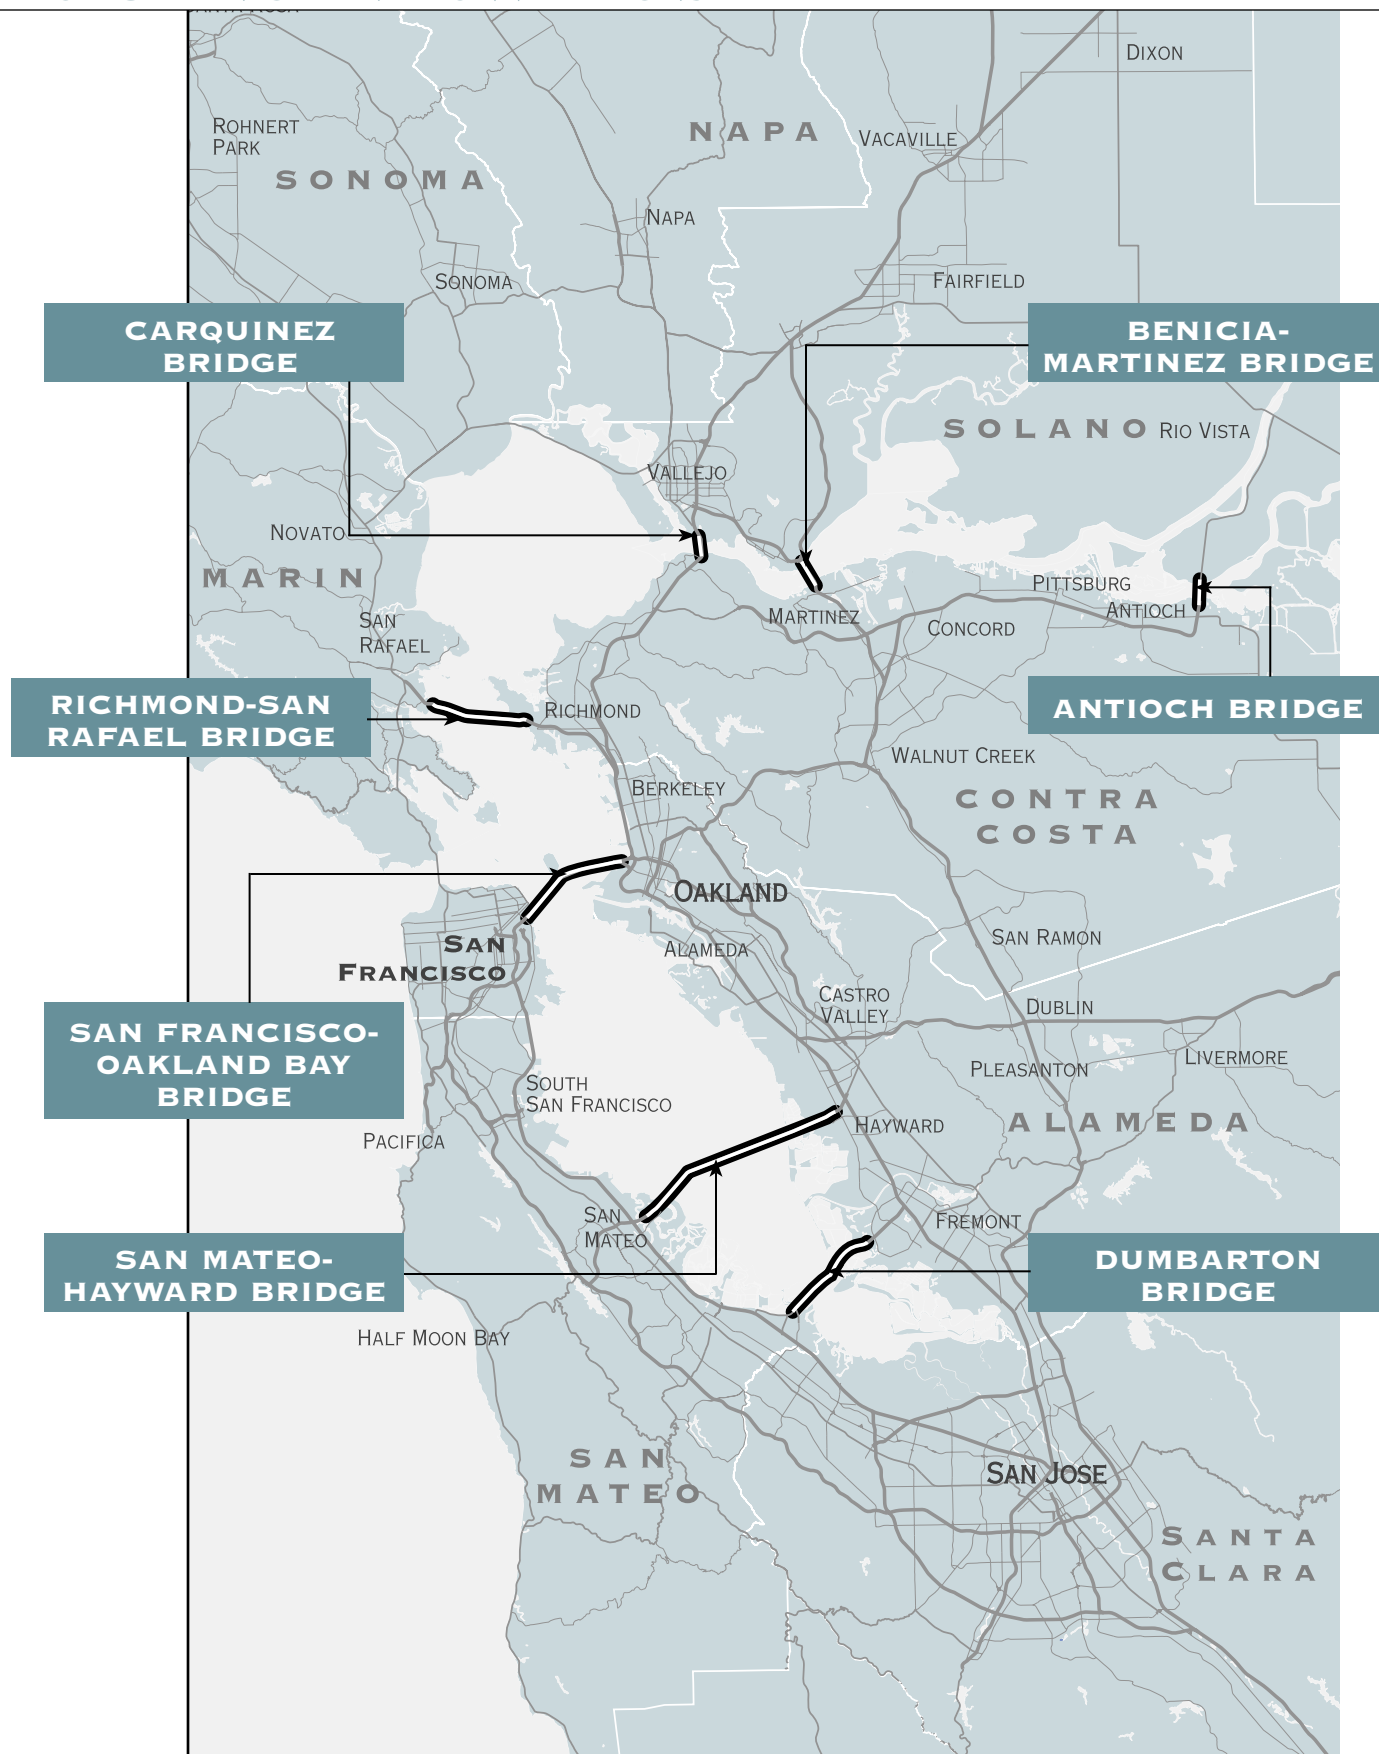 DIXON
NAPA
VACAVILLE
ROHNERT
PARK
SONOMA
NAPA
SONOMA
FAIRFIELD
CARQUINEZ
BRIDGE
BENICIA-
MARTINEZ BRIDGE
SOLANO
RIO VISTA
VALLEJO
NOVATO
MARIN
PITTSBURG
ANTIOCH
MARTINEZ
CONCORD
SAN
RAFAEL
RICHMOND-SAN
RAFAEL BRIDGE
RICHMOND
ANTIOCH BRIDGE
WALNUT CREEK
BERKELEY
CONTRA
COSTA
OAKLAND
SAN
FRANCISCO
ALAMEDA
SAN RAMON
CASTRO
VALLEY
DUBLIN
SAN FRANCISCO-
OAKLAND BAY
BRIDGE
LIVERMORE
PLEASANTON
SOUTH
SAN FRANCISCO
ALAMEDA
HAYWARD
PACIFICA
SAN
MATEO
FREMONT
SAN MATEO-
HAYWARD BRIDGE
DUMBARTON
BRIDGE
HALF MOON BAY
SAN
MATEO
SAN JOSE
SANTA
CLARA